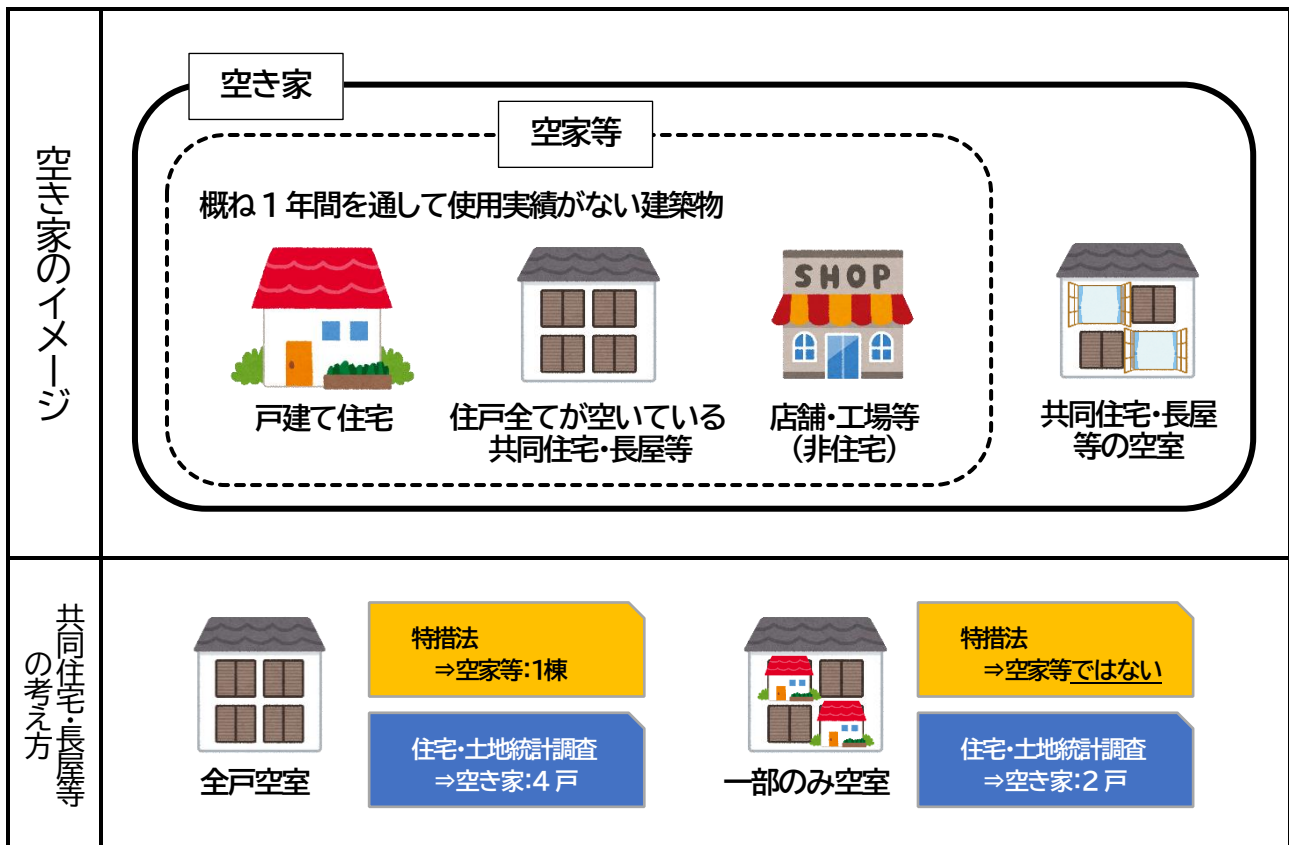 空き家のイメージ
空き家
空家等
概ね1年間を通して使用実績がない建築物
SHOP
戸建て住宅
住戸全てが空いている
共同住宅・長屋等
店舗・工場等
(非住宅)
共同住宅・長屋
等の空室
共同住宅・長屋等
の考え方
全戸空室
特措法
⇒空家等:1棟
住宅・土地統計調査
⇒空き家:4戸
一部のみ空室
特措法
⇒空家等ではない
住宅・土地統計調査
⇒空き家:2戸